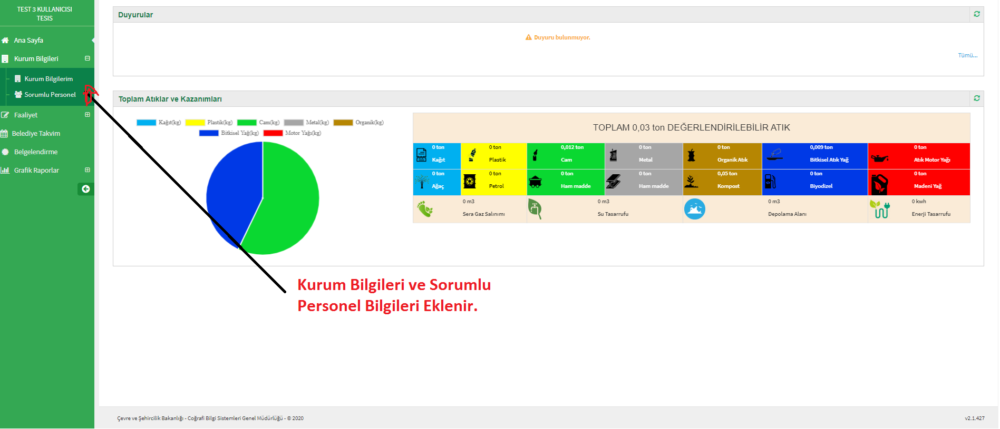 TEST 3 KULLANICISI
TESIS
Ana Sayfa
Kurum Bilgileri
Kurum Bilgilerim
Sorumlu Personel
Faaliyet
Belediye Takvim
Belgelendirme
Grafik Raporlar
Duyurular
Duyuru bulunmuyor.
Tümü...
Toplam Atıklar ve Kazanımları
Kağıt(kg) Plastik(kg) Cam(kg) Metal(kg) Organik(kg)
Bitkisel Yağ(kg) Motor Yağı(kg)
TOPLAM 0,03 ton DEĞERLENDİRİLEBİLİR ATIK
0 ton 0 ton 0,012 ton 0 ton 0 ton 0,009 ton 0 ton
Kağıt Plastik Cam Metal Organik Atık Bitkisel Atık Yağ Atık Motor Yağı
0 ton 0 ton 0 ton 0 ton 0,05 ton 0 ton 0 ton
Ağaç Petrol Ham madde Ham madde Kompost Biyodizel Madeni Yağ
0 m3 0 m3 0 m3 0 kwh
Sera Gaz Salınımı Su Tasarrufu Depolama Alanı Enerji Tasarrufu
Kurum Bilgileri ve Sorumlu
Personel Bilgileri Eklenir.
Çevre ve Şehircilik Bakanlığı - Coğrafi Bilgi Sistemleri Genel Müdürlüğü - © 2020
v2.1.427